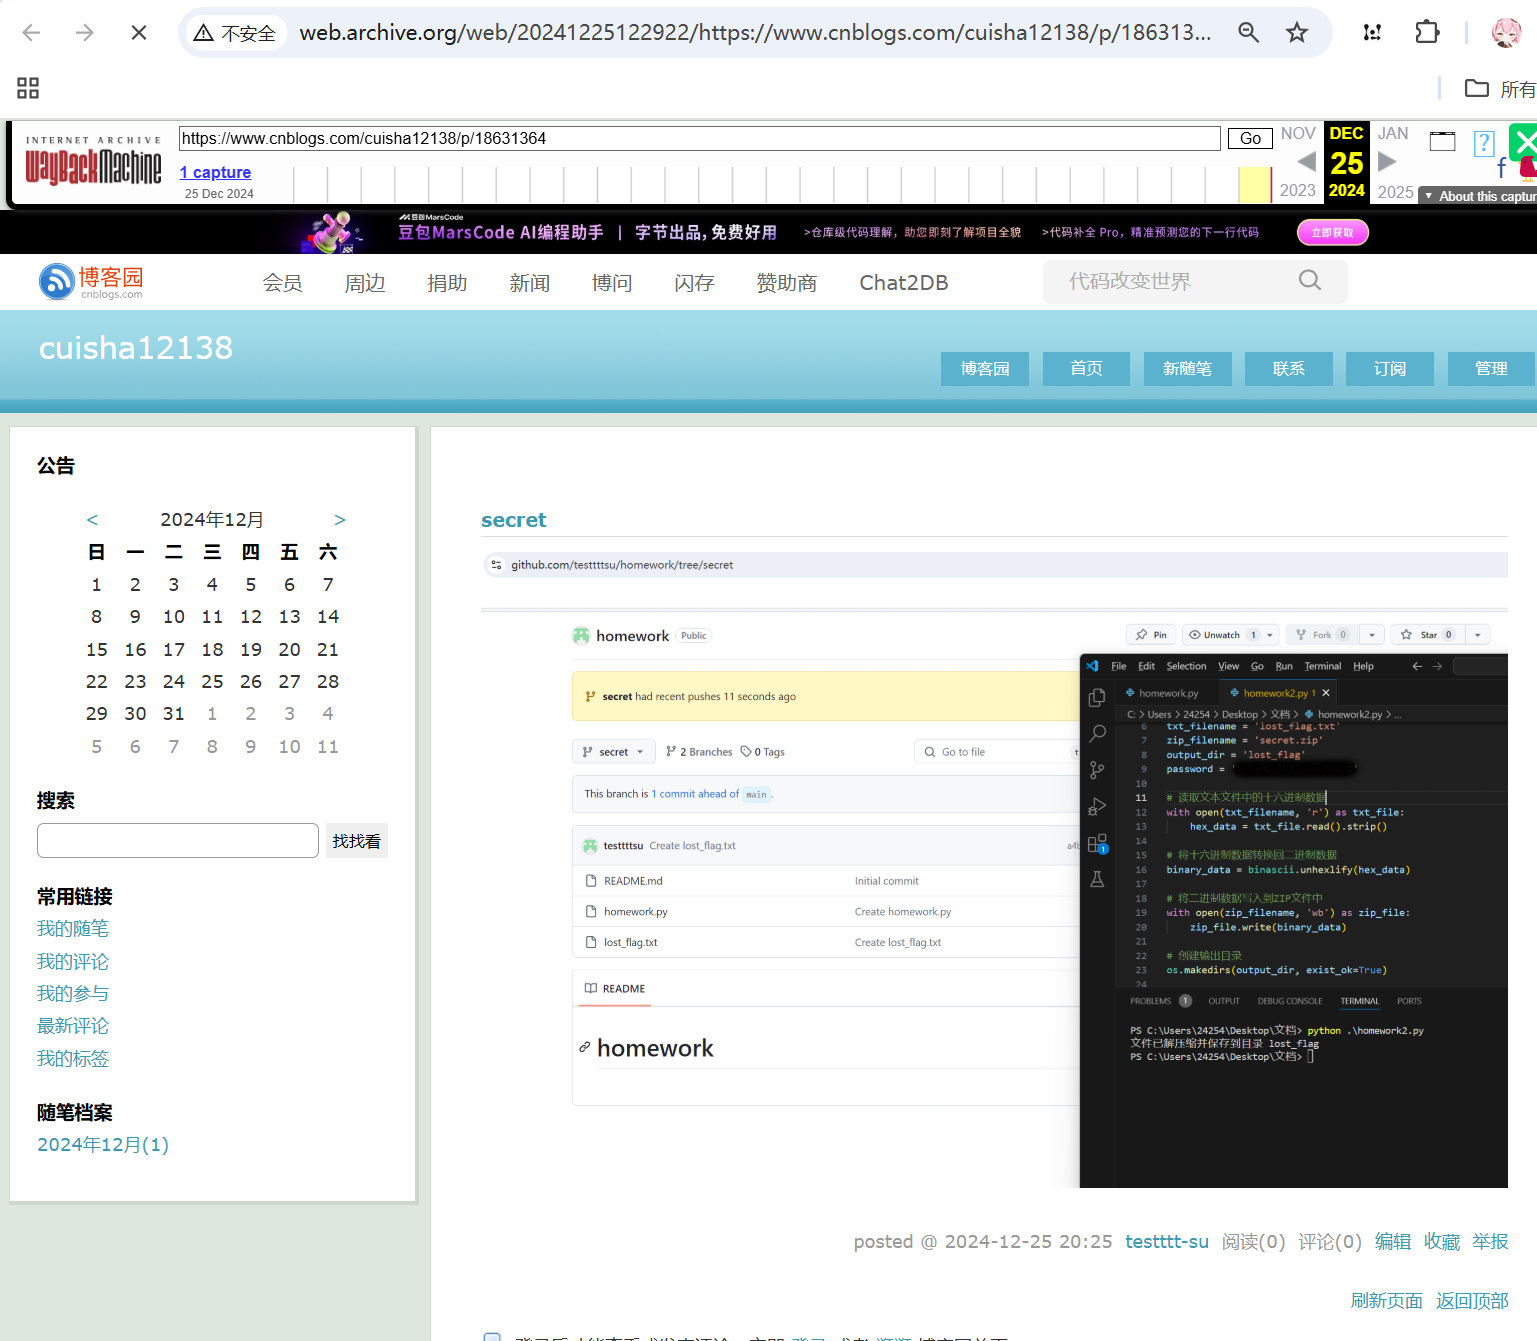 不安全 web.archive.org/web/20241225122922/https://www.cnblogs.com/cuisha12138/p/186313...
所有
INTERNET ARCHIVE
WayBackMachine
https://www.cnblogs.com/cuisha12138/p/18631364
Go
NOV DEC JAN
1 capture
25 Dec 2024
25
2023 2024 2025
?
f
▼ About this captur
豆包MarsCode
豆包MarsCode AI编程助手 | 字节出品,免费好用 >仓库级代码理解,助您即刻了解项目全貌 >代码补全 Pro,精准预测您的下一行代码 立即获取
博客园
cnblogs.com
会员 周边 捐助 新闻 博问 闪存 赞助商 Chat2DB
代码改变世界
cuisha12138
博客园 首页 新随笔 联系 订阅 管理
公告
< 2024年12月 >
日 一 二 三 四 五 六
1 2 3 4 5 6 7
8 9 10 11 12 13 14
15 16 17 18 19 20 21
22 23 24 25 26 27 28
29 30 31 1 2 3 4
5 6 7 8 9 10 11
搜索
找找看
常用链接
我的随笔
我的评论
我的参与
最新评论
我的标签
随笔档案
2024年12月(1)
secret
github.com/testtttsu/homework/tree/secret
homework Public
Pin Unwatch 1 Fork 0 Star 0
secret had recent pushes 11 seconds ago
secret 2 Branches 0 Tags
Go to file t
This branch is 1 commit ahead of main .
testtttsu Create lost_flag.txt a4b
README.md Initial commit
homework.py Create homework.py
lost_flag.txt Create lost_flag.txt
README
homework
File Edit Selection View Go Run Terminal Help
homework.py homework2.py 1 ×
C: > Users > 24254 > Desktop > 文档 > homework2.py > ...
6 txt_filename = 'lost_flag.txt'
7 zip_filename = 'secret.zip'
8 output_dir = 'lost_flag'
9 password = '
10
11 # 读取文本文件中的十六进制数据
12 with open(txt_filename, 'r') as txt_file:
13 hex_data = txt_file.read().strip()
14
15 # 将十六进制数据转换回二进制数据
16 binary_data = binascii.unhexlify(hex_data)
17
18 # 将二进制数据写入到ZIP文件中
19 with open(zip_filename, 'wb') as zip_file:
20 zip_file.write(binary_data)
21
22 # 创建输出目录
23 os.makedirs(output_dir, exist_ok=True)
24
1
PROBLEMS 1 OUTPUT DEBUG CONSOLE TERMINAL PORTS
PS C:\Users\24254\Desktop\文档> python .\homework2.py
文件已解压缩并保存到目录 lost_flag
PS C:\Users\24254\Desktop\文档>
posted @ 2024-12-25 20:25 testttt-su 阅读(0) 评论(0) 编辑 收藏 举报
刷新页面 返回顶部